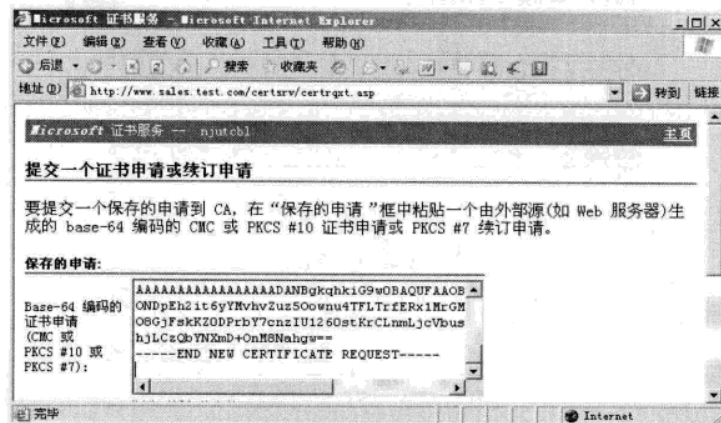 Microsoft 证书服务 - Microsoft Internet Explorer
文件(F) 编辑(E) 查看(V) 收藏(A) 工具(T) 帮助(H)
后退 搜索 收藏夹
地址(D) http://www.sales.test.com/certsrv/certrqxt.asp 转到 链接
Microsoft 证书服务 -- njutcb1 主页
提交一个证书申请或续订申请
要提交一个保存的申请到 CA,在“保存的申请”框中粘贴一个由外部源(如 Web 服务器)生
成的 base-64 编码的 CMC 或 PKCS #10 证书申请或 PKCS #7 续订申请。
保存的申请:
Base-64 编码的
证书申请
(CMC 或
PKCS #10 或
PKCS #7):
AAAAAAAAAAAAAAAAAADANBgkqhkiG9w0BAQUFAAOB
ONDpEh2it6yYMvhvZuz5Oownu4TFLTrfERx1MrGM
O8GjFskKZODPrbY7cnzIU126OstKrCLnmLjcVbus
hjLCzQbYNXmD+OnM8Nahgw==
-----END NEW CERTIFICATE REQUEST-----
完毕 Internet